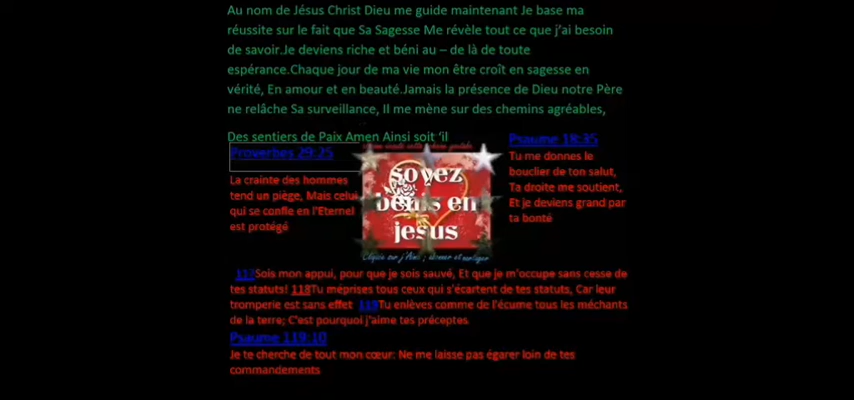 Au nom de Jésus Christ Dieu me guide maintenant Je base ma
réussite sur le fait que Sa Sagesse Me révèle tout ce que j'ai besoin
de savoir.Je deviens riche et béni au – de là de toute
espérance.Chaque jour de ma vie mon être croît en sagesse en
vérité, En amour et en beauté.Jamais la présence de Dieu notre Père
ne relâche Sa surveillance, Il me mène sur des chemins agréables,
Des sentiers de Paix Amen Ainsi soit 'il
Proverbes 29:25
La crainte des hommes
tend un piège, Mais celui
qui se confie en l'Eternel
est protégé
soyez
bénis en
jesus
Psaume 18:35
Tu me donnes le
bouclier de ton salut,
Ta droite me soutient,
Et je deviens grand par
ta bonté
117Sois mon appui, pour que je sois sauvé, Et que je m'occupe sans cesse de
tes statuts! 118Tu méprises tous ceux qui s'écartent de tes statuts, Car leur
tromperie est sans effet 119Tu enlèves comme de l'écume tous les méchants
de la terre; C'est pourquoi j'aime tes préceptes
Psaume 119:10
Je te cherche de tout mon cœur: Ne me laisse pas égarer loin de tes
commandements